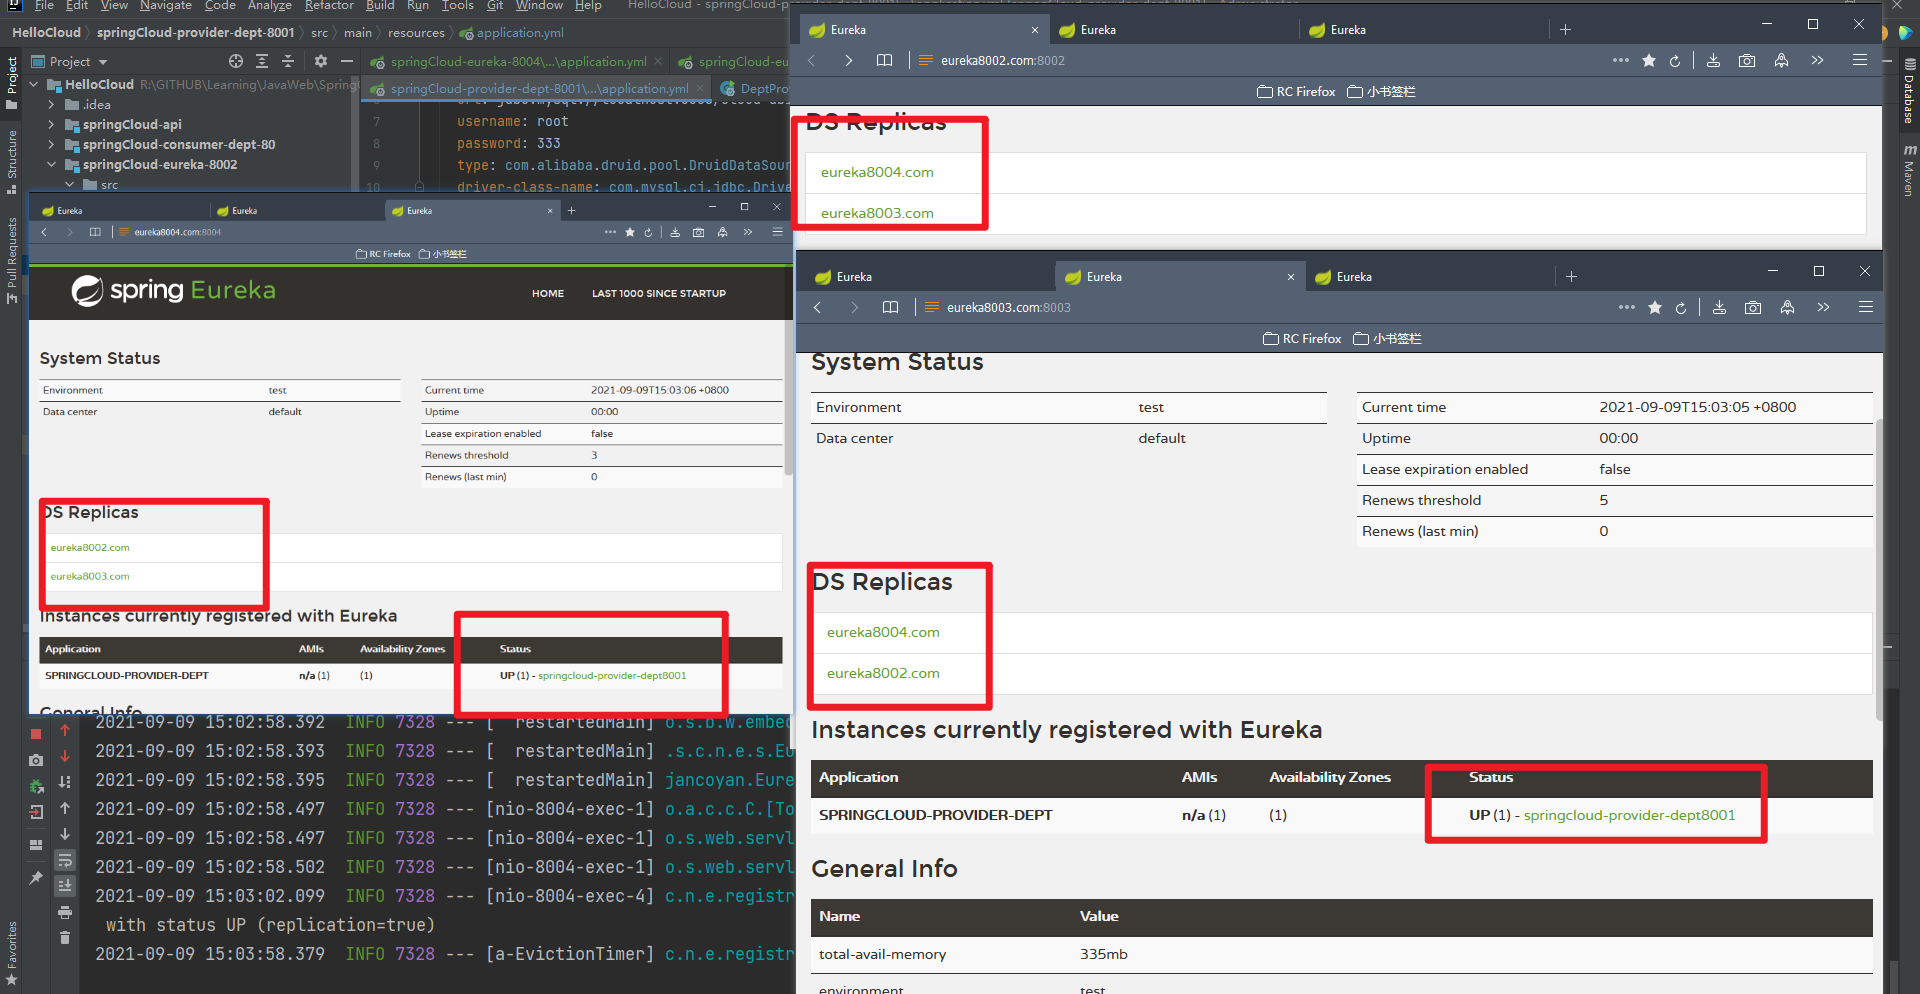 File Edit View Navigate Code Analyze Refactor Build Run Tools Git Window Help
HelloCloud springCloud-provider-dept-8001 src main resources application.yml
Project
springCloud-eureka-8004\...\application.yml
springCloud-eu
springCloud-provider-dept-8001\...\application.yml
DeptPro
HelloCloud R:\GITHUB\Learning\JavaWeb\Spring
.idea
springCloud-api
springCloud-consumer-dept-80
springCloud-eureka-8002
src
7 username: root
8 password: 333
9 type: com.alibaba.druid.pool.DruidDataSour
10 driver-class-name: com.mysql.cj.jdbc.Drive
Project
Structure
Pull Requests
Favorites
Database
Maven
Eureka
Eureka
Eureka
eureka8002.com:8002
RC Firefox 小书签栏
DS Replicas
eureka8004.com
eureka8003.com
Eureka
Eureka
Eureka
eureka8004.com:8004
RC Firefox 小书签栏
spring Eureka
HOME LAST 1000 SINCE STARTUP
System Status
Environment test
Data center default
Current time 2021-09-09T15:03:06 +0800
Uptime 00:00
Lease expiration enabled false
Renews threshold 3
Renews (last min) 0
DS Replicas
eureka8002.com
eureka8003.com
Instances currently registered with Eureka
Application AMIs Availability Zones Status
SPRINGCLOUD-PROVIDER-DEPT n/a (1) (1) UP (1) - springcloud-provider-dept8001
General Info
Eureka
Eureka
Eureka
eureka8003.com:8003
RC Firefox 小书签栏
System Status
Environment test
Data center default
Current time 2021-09-09T15:03:05 +0800
Uptime 00:00
Lease expiration enabled false
Renews threshold 5
Renews (last min) 0
DS Replicas
eureka8004.com
eureka8002.com
Instances currently registered with Eureka
Application AMIs Availability Zones Status
SPRINGCLOUD-PROVIDER-DEPT n/a (1) (1) UP (1) - springcloud-provider-dept8001
General Info
Name Value
total-avail-memory 335mb
environment test
2021-09-09 15:02:58.392 INFO 7328 --- [ restartedMain] o.s.b.w.embed
2021-09-09 15:02:58.393 INFO 7328 --- [ restartedMain] .s.c.n.e.s.Eu
2021-09-09 15:02:58.395 INFO 7328 --- [ restartedMain] jancoyan.Eure
2021-09-09 15:02:58.497 INFO 7328 --- [nio-8004-exec-1] o.a.c.c.C.[To
2021-09-09 15:02:58.497 INFO 7328 --- [nio-8004-exec-1] o.s.web.servl
2021-09-09 15:02:58.502 INFO 7328 --- [nio-8004-exec-1] o.s.web.servl
2021-09-09 15:03:02.099 INFO 7328 --- [nio-8004-exec-4] c.n.e.registr
with status UP (replication=true)
2021-09-09 15:03:58.379 INFO 7328 --- [a-EvictionTimer] c.n.e.registr